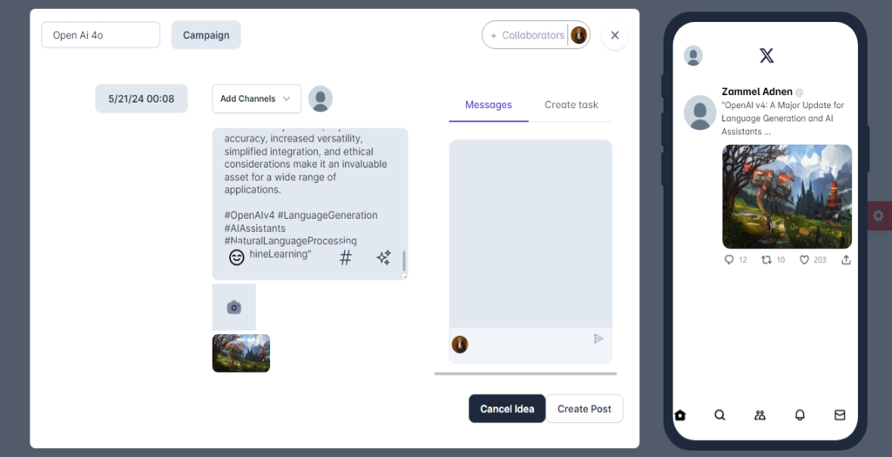 Open Ai 4o
Campaign
+ Collaborators
5/21/24 00:08
Add Channels
accuracy, increased versatility,
simplified integration, and ethical
considerations make it an invaluable
asset for a wide range of
applications.
#OpenAIv4 #LanguageGeneration
#AIAssistants
#NaturalLanguageProcessing
hineLearning"
#
Messages
Create task
Cancel Idea
Create Post
X
Zammel Adnen @
"OpenAI v4: A Major Update for
Language Generation and AI
Assistants ...
12 10 203